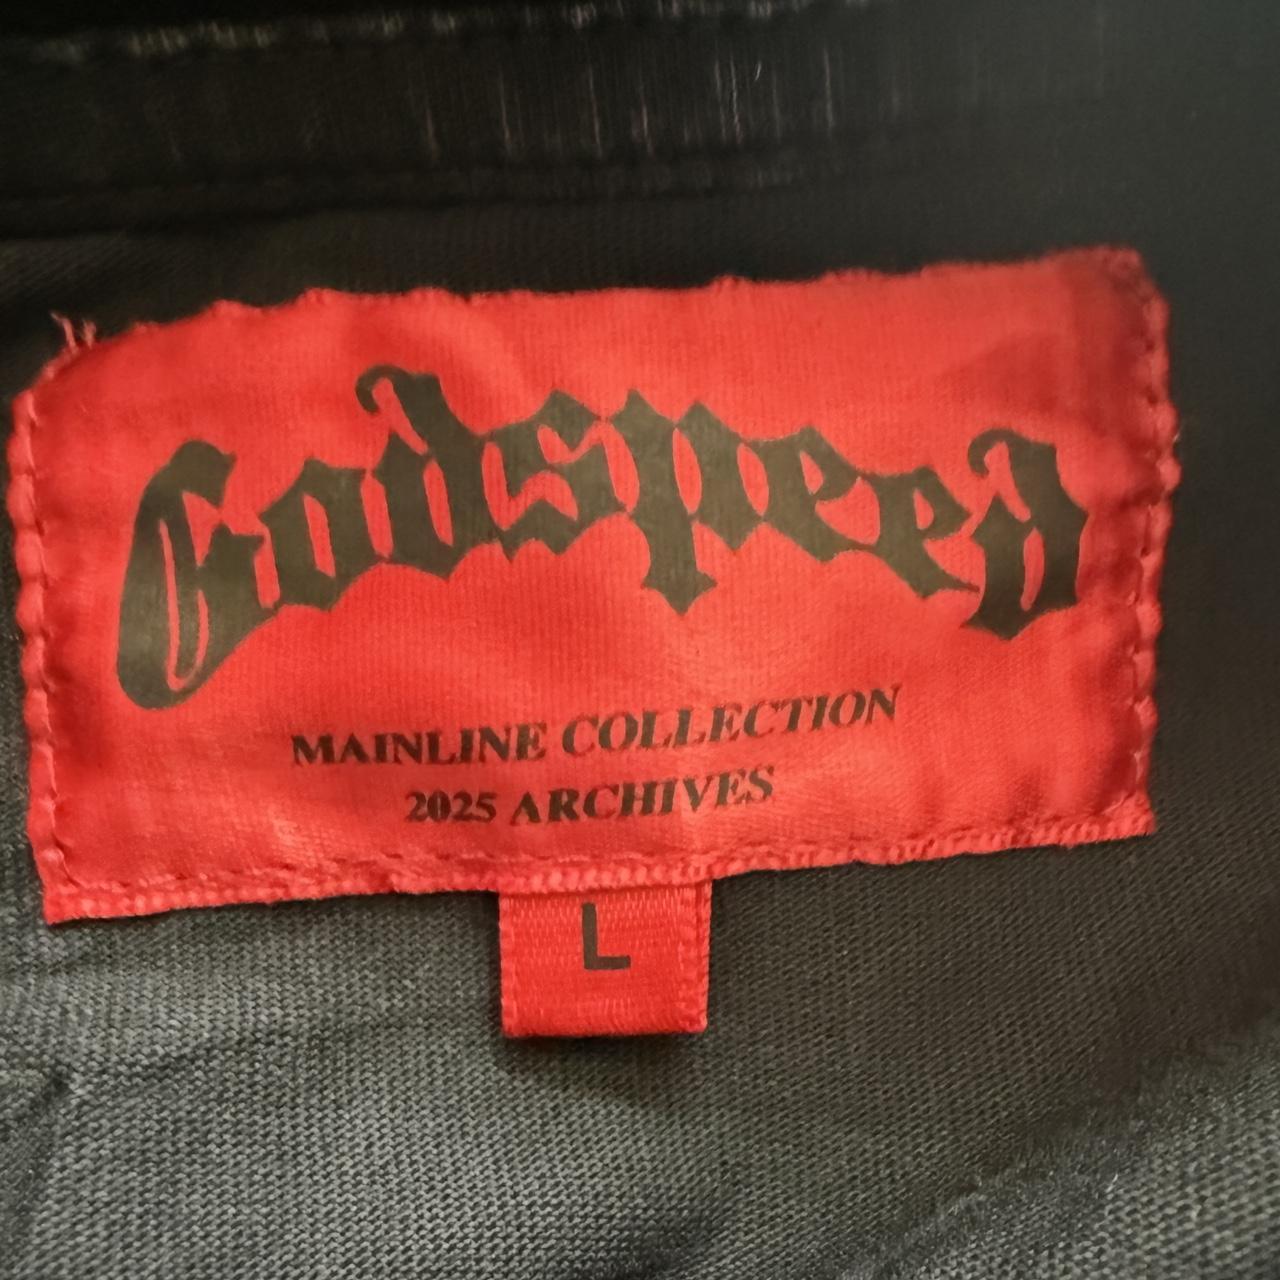 Godspeed
MAINLINE COLLECTION
2025 ARCHIVES
L